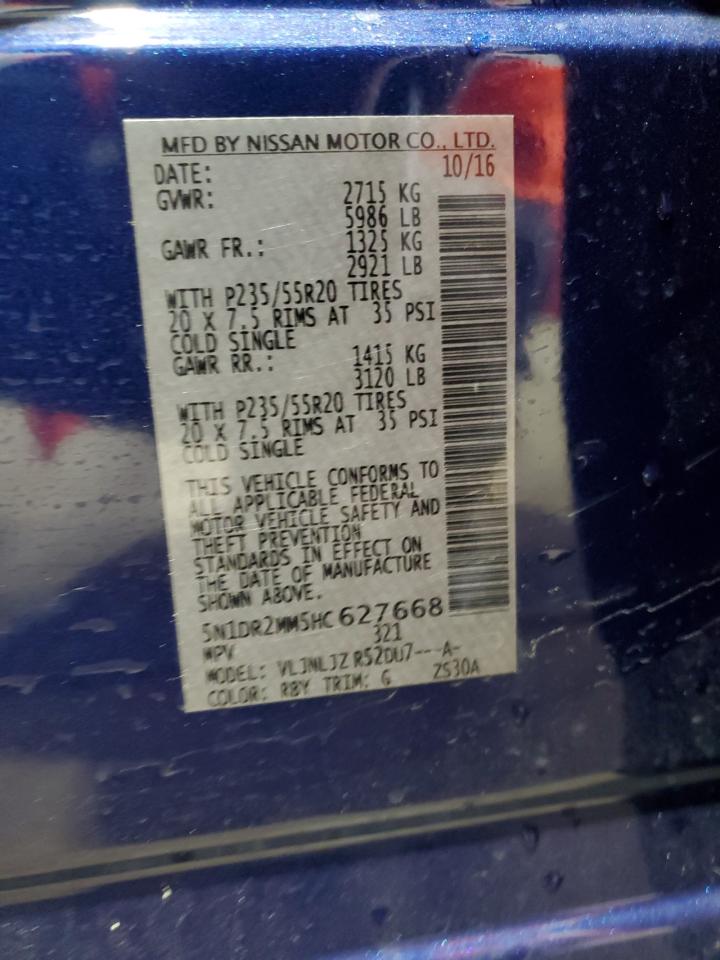 MFD BY NISSAN MOTOR CO., LTD.
DATE: 10/16
GVWR: 2715 KG
5986 LB
GAWR FR.: 1325 KG
2921 LB
WITH P235/55R20 TIRES
20 X 7.5 RIMS AT 35 PSI
COLD SINGLE
GAWR RR.: 1415 KG
3120 LB
WITH P235/55R20 TIRES
20 X 7.5 RIMS AT 35 PSI
COLD SINGLE
THIS VEHICLE CONFORMS TO
ALL APPLICABLE FEDERAL
MOTOR VEHICLE SAFETY AND
THEFT PREVENTION
STANDARDS IN EFFECT ON
THE DATE OF MANUFACTURE
SHOWN ABOVE.
5N1DR2MM5HC627668
MPV 321
MODEL: VLJNLJZ R52DU7---A-
COLOR: RBY TRIM: G ZS30A